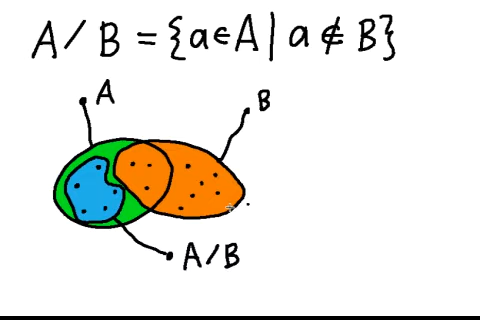 A/B = {a∈A | a∉B}
A
B
A/B